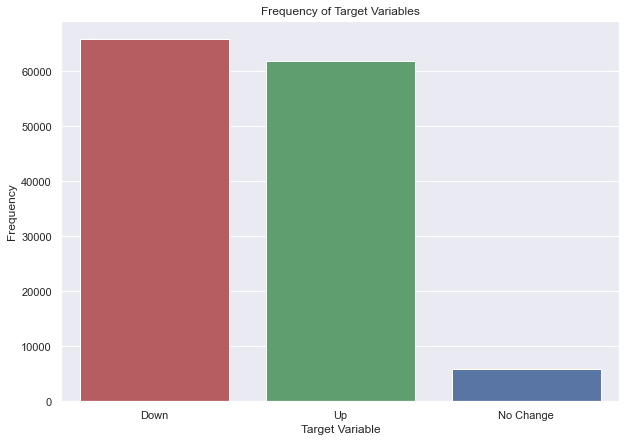 Frequency of Target Variables
60000
50000
40000
30000
20000
10000
0
Frequency
Down
Up
No Change
Target Variable